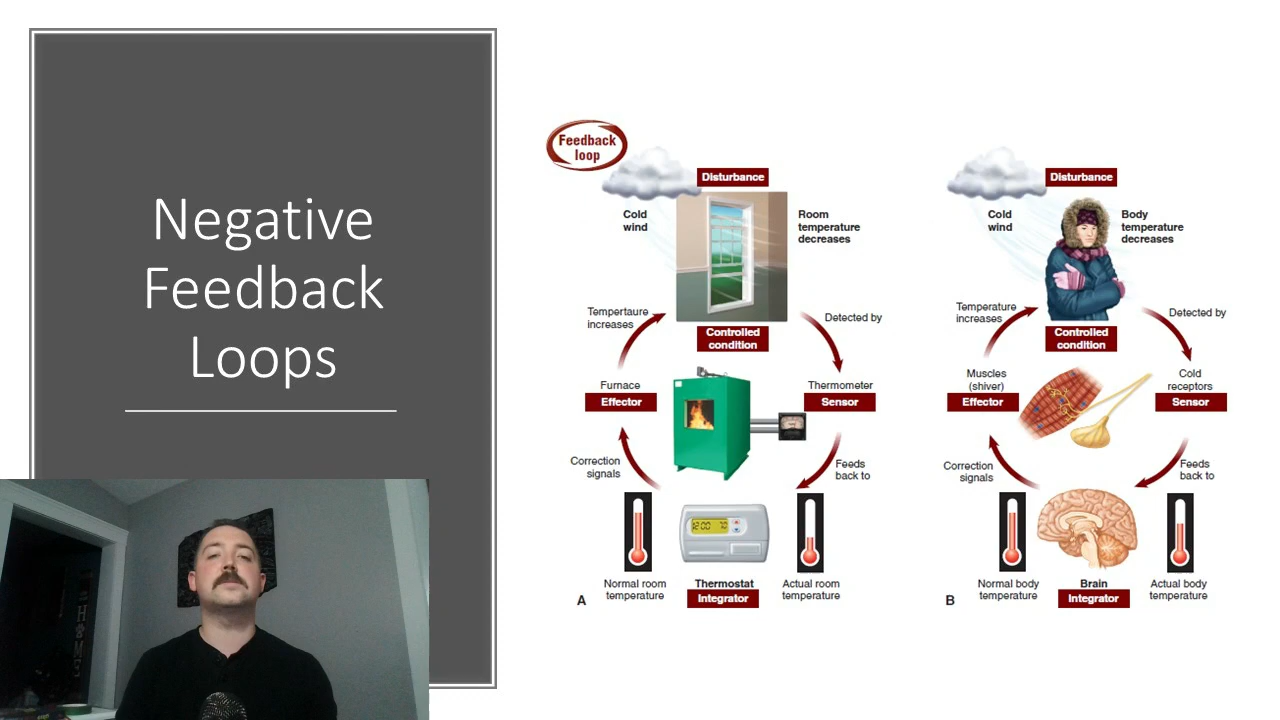 Negative
Feedback
Loops
Feedback
loop
Disturbance
Cold
wind
Room
temperature
decreases
Tempertaure
increases
Detected by
Controlled
condition
Furnace
Effector
Thermometer
Sensor
Correction
signals
Feeds
back to
12:00 70
Normal room
temperature
Thermostat
Integrator
Actual room
temperature
A
Disturbance
Cold
wind
Body
temperature
decreases
Temperature
increases
Detected by
Controlled
condition
Muscles
(shiver)
Effector
Cold
receptors
Sensor
Correction
signals
Feeds
back to
Normal body
temperature
Brain
Integrator
Actual body
temperature
B